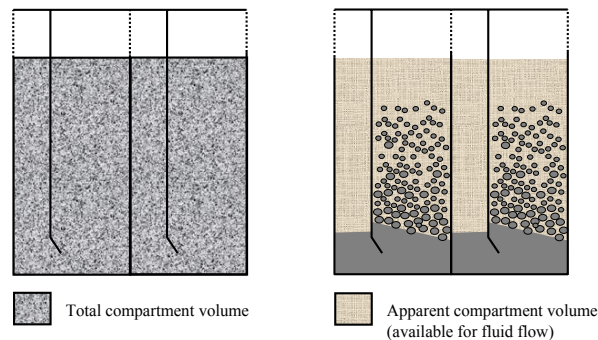 Total compartment volume
Apparent compartment volume
(available for fluid flow)